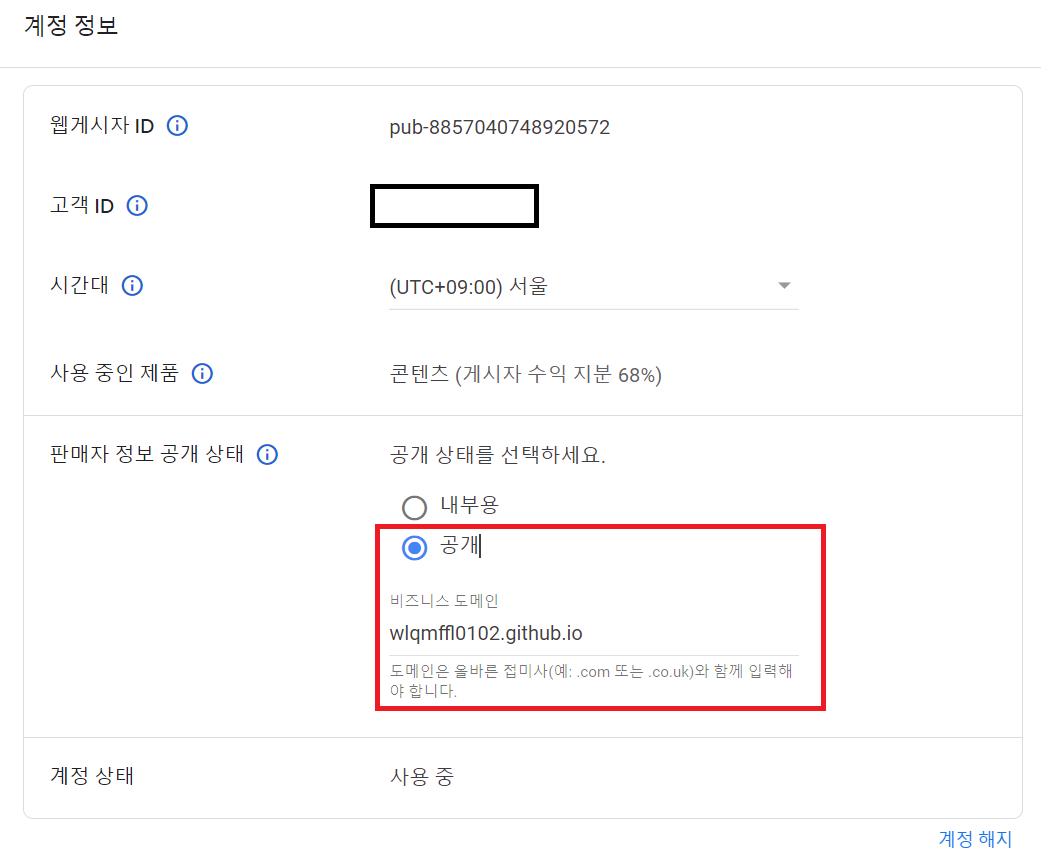 계정 정보
웹게시자 ID
pub-8857040748920572
고객 ID
시간대
(UTC+09:00) 서울
사용 중인 제품
콘텐츠 (게시자 수익 지분 68%)
판매자 정보 공개 상태
공개 상태를 선택하세요.
내부용
공개
비즈니스 도메인
wlqmffl0102.github.io
도메인은 올바른 접미사(예: .com 또는 .co.uk)와 함께 입력해
야 합니다.
계정 상태
사용 중
계정 해지